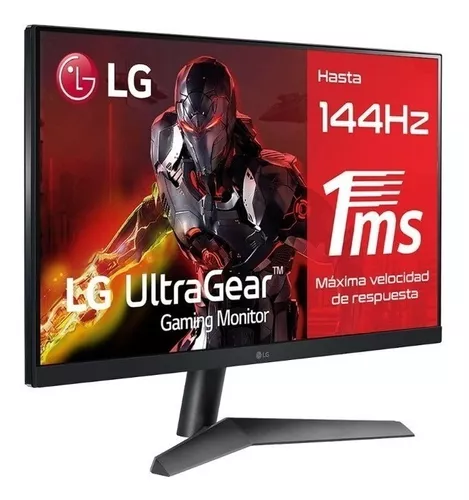 LG
Hasta
144Hz
1ms
Máxima velocidad
de respuesta
LG UltraGear™
Gaming Monitor
LG